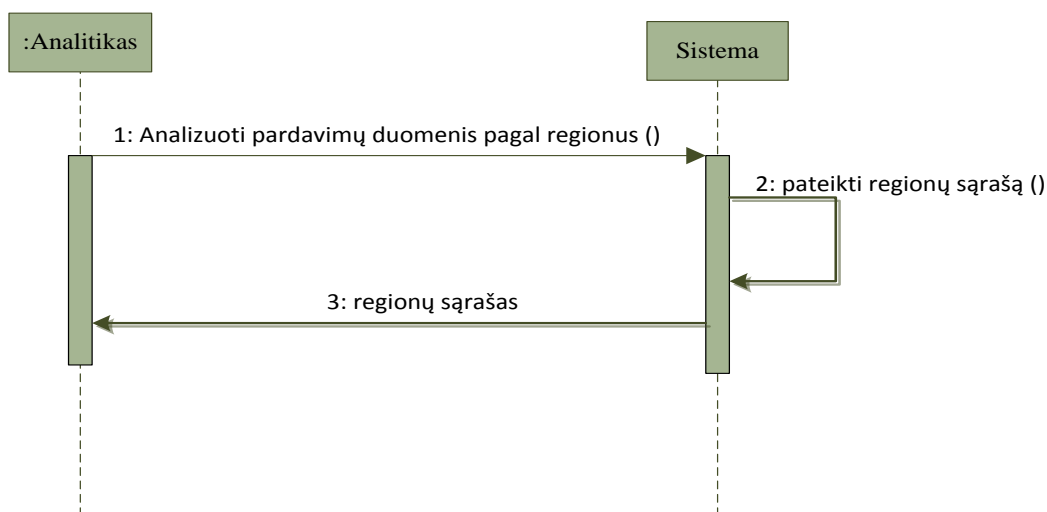 :Analitikas
Sistema
1: Analizuoti pardavimų duomenis pagal regionus ()
2: pateikti regionų sąrašą ()
3: regionų sąrašas